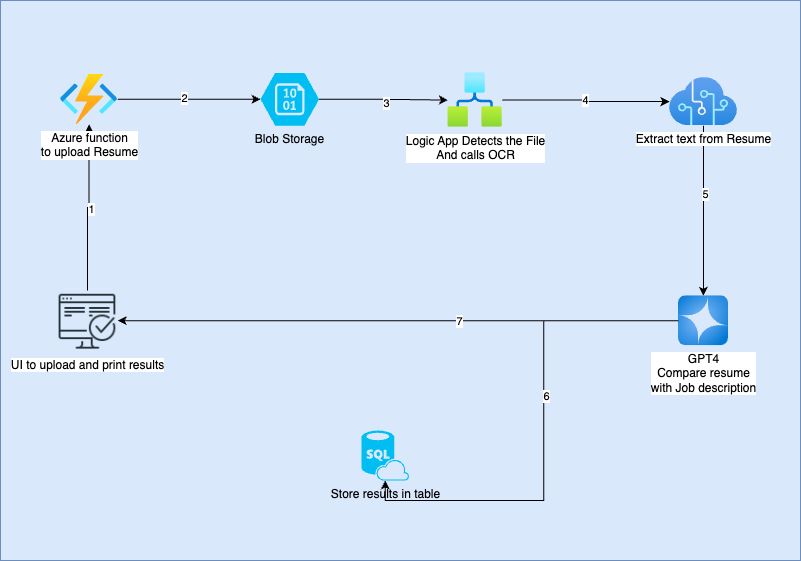 2
3
4
10
01
Azure function
to upload Resume
Blob Storage
Logic App Detects the File
And calls OCR
Extract text from Resume
1
5
7
UI to upload and print results
GPT4
Compare resume
with Job description
6
SQL
Store results in table